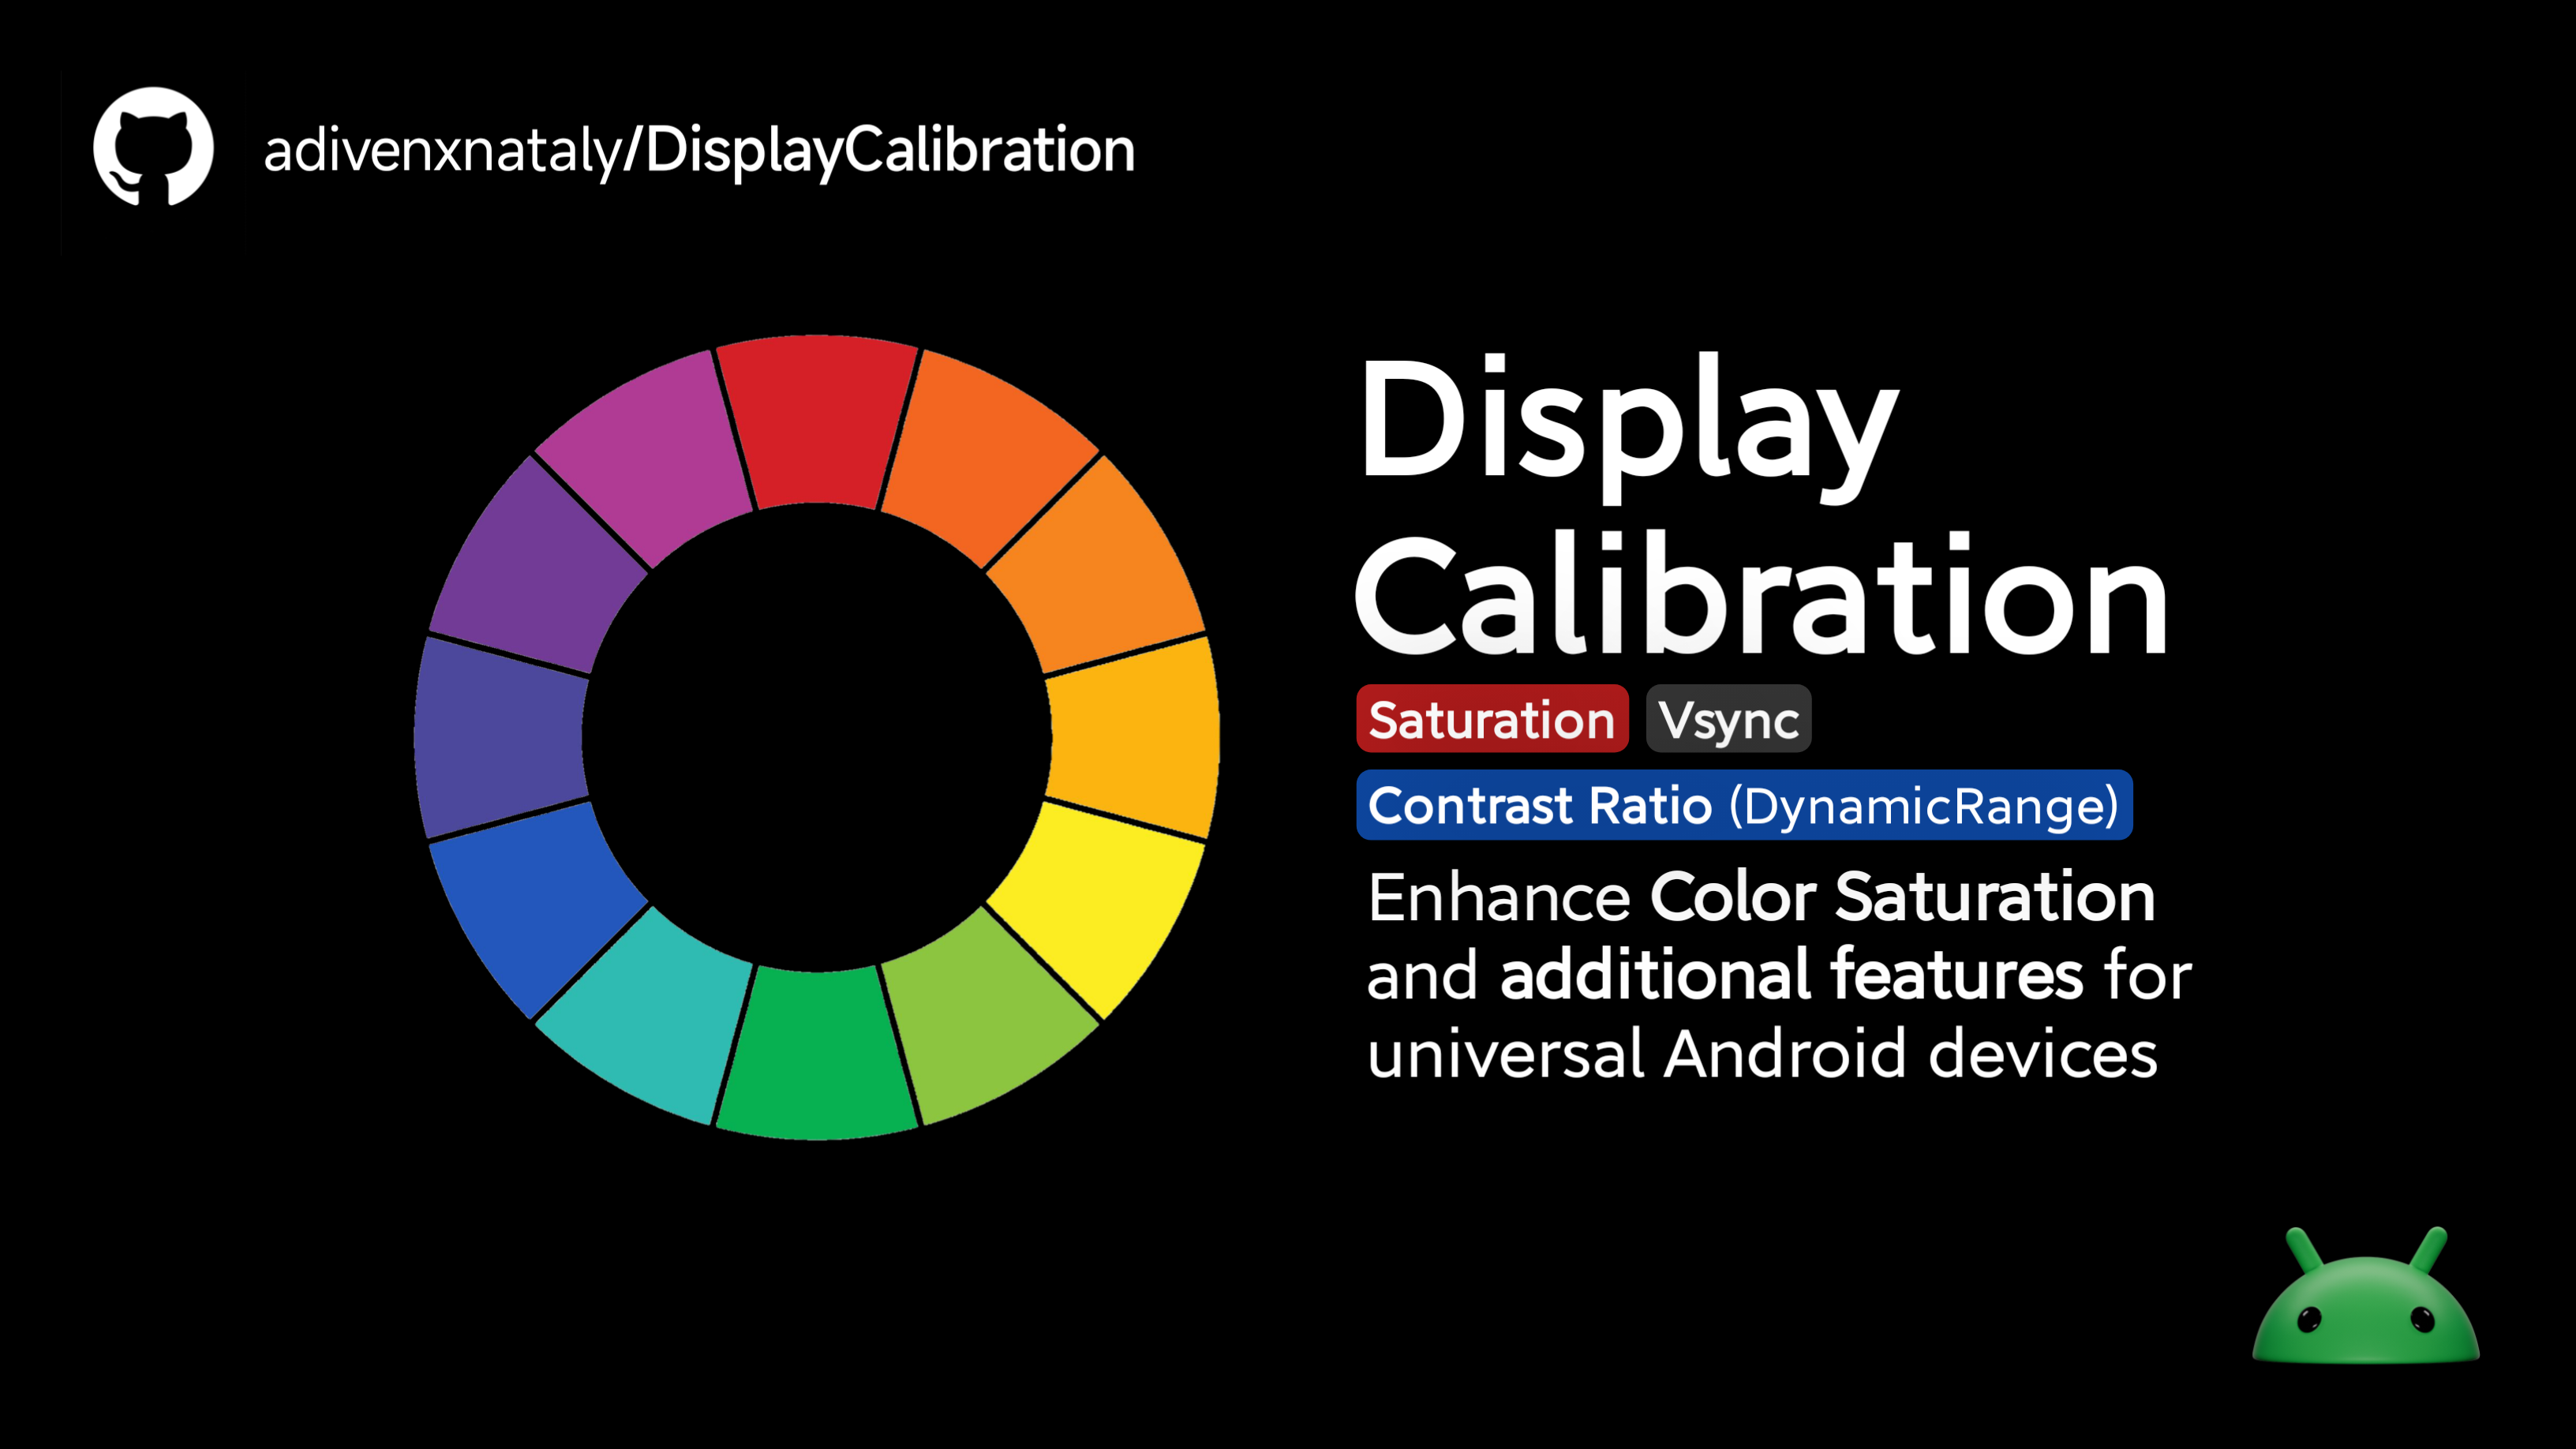 adivenxnataly/DisplayCalibration
Display
Calibration
Saturation Vsync
Contrast Ratio (DynamicRange)
Enhance Color Saturation
and additional features for
universal Android devices